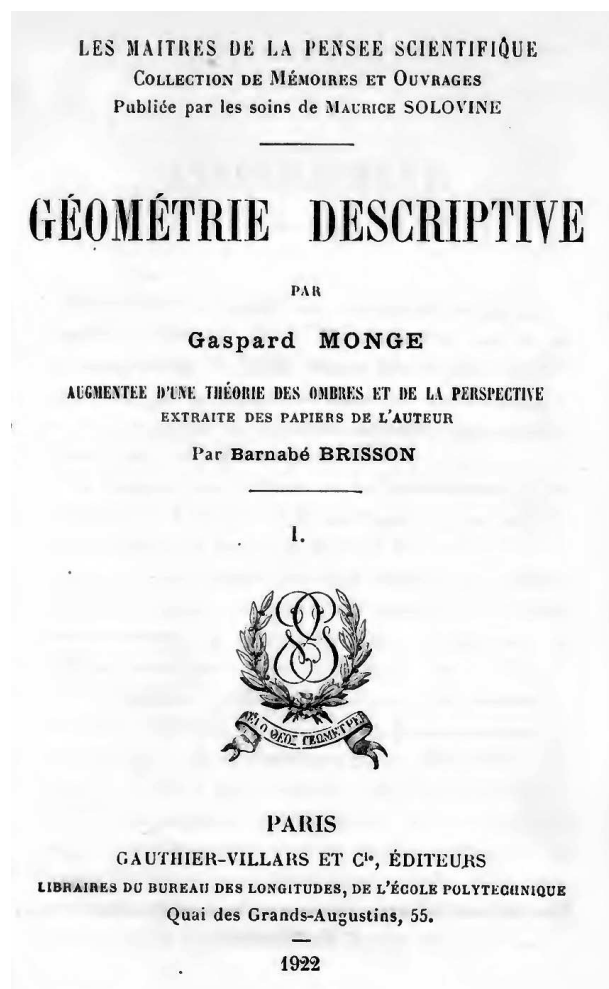 LES MAITRES DE LA PENSEE SCIENTIFIQUE
COLLECTION DE MÉMOIRES ET OUVRAGES
Publiée par les soins de MAURICE SOLOVINE
GÉOMÉTRIE DESCRIPTIVE
PAR
Gaspard MONGE
AUGMENTEE D'UNE THÉORIE DES OMBRES ET DE LA PERSPECTIVE
EXTRAITE DES PAPIERS DE L'AUTEUR
Par Barnabé BRISSON
I.
ΑΕΙ Ο ΘΕΟΣ ΓΕΩΜΕΤΡΕΙ
PARIS
GAUTHIER-VILLARS ET Cie, ÉDITEURS
LIBRAIRES DU BUREAU DES LONGITUDES, DE L'ÉCOLE POLYTECHNIQUE
Quai des Grands-Augustins, 55.
1922